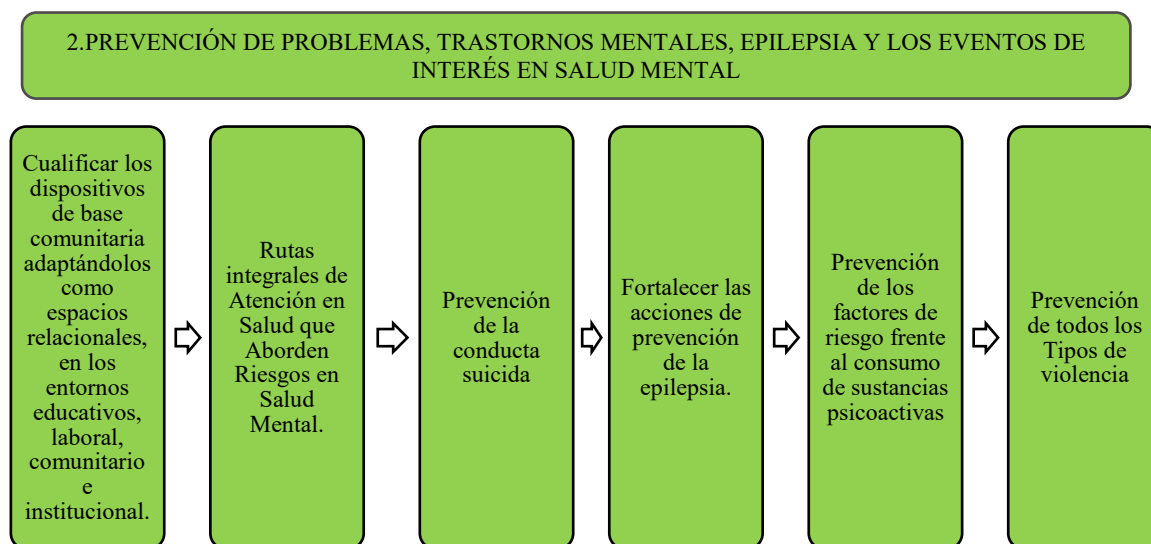 2.PREVENCIÓN DE PROBLEMAS, TRASTORNOS MENTALES, EPILEPSIA Y LOS EVENTOS DE
INTERÉS EN SALUD MENTAL
Cualificar los
dispositivos
de base
comunitaria
adaptándolos
como
espacios
relacionales,
en los
entornos
educativos,
laboral,
comunitario
e
institucional.
Rutas
integrales de
Atención en
Salud que
Aborden
Riesgos en
Salud
Mental.
Prevención
de la
conducta
suicida
Fortalecer las
acciones de
prevención
de la
epilepsia.
Prevención
de los
factores de
riesgo frente
al consumo
de sustancias
psicoactivas
Prevención
de todos los
Tipos de
violencia